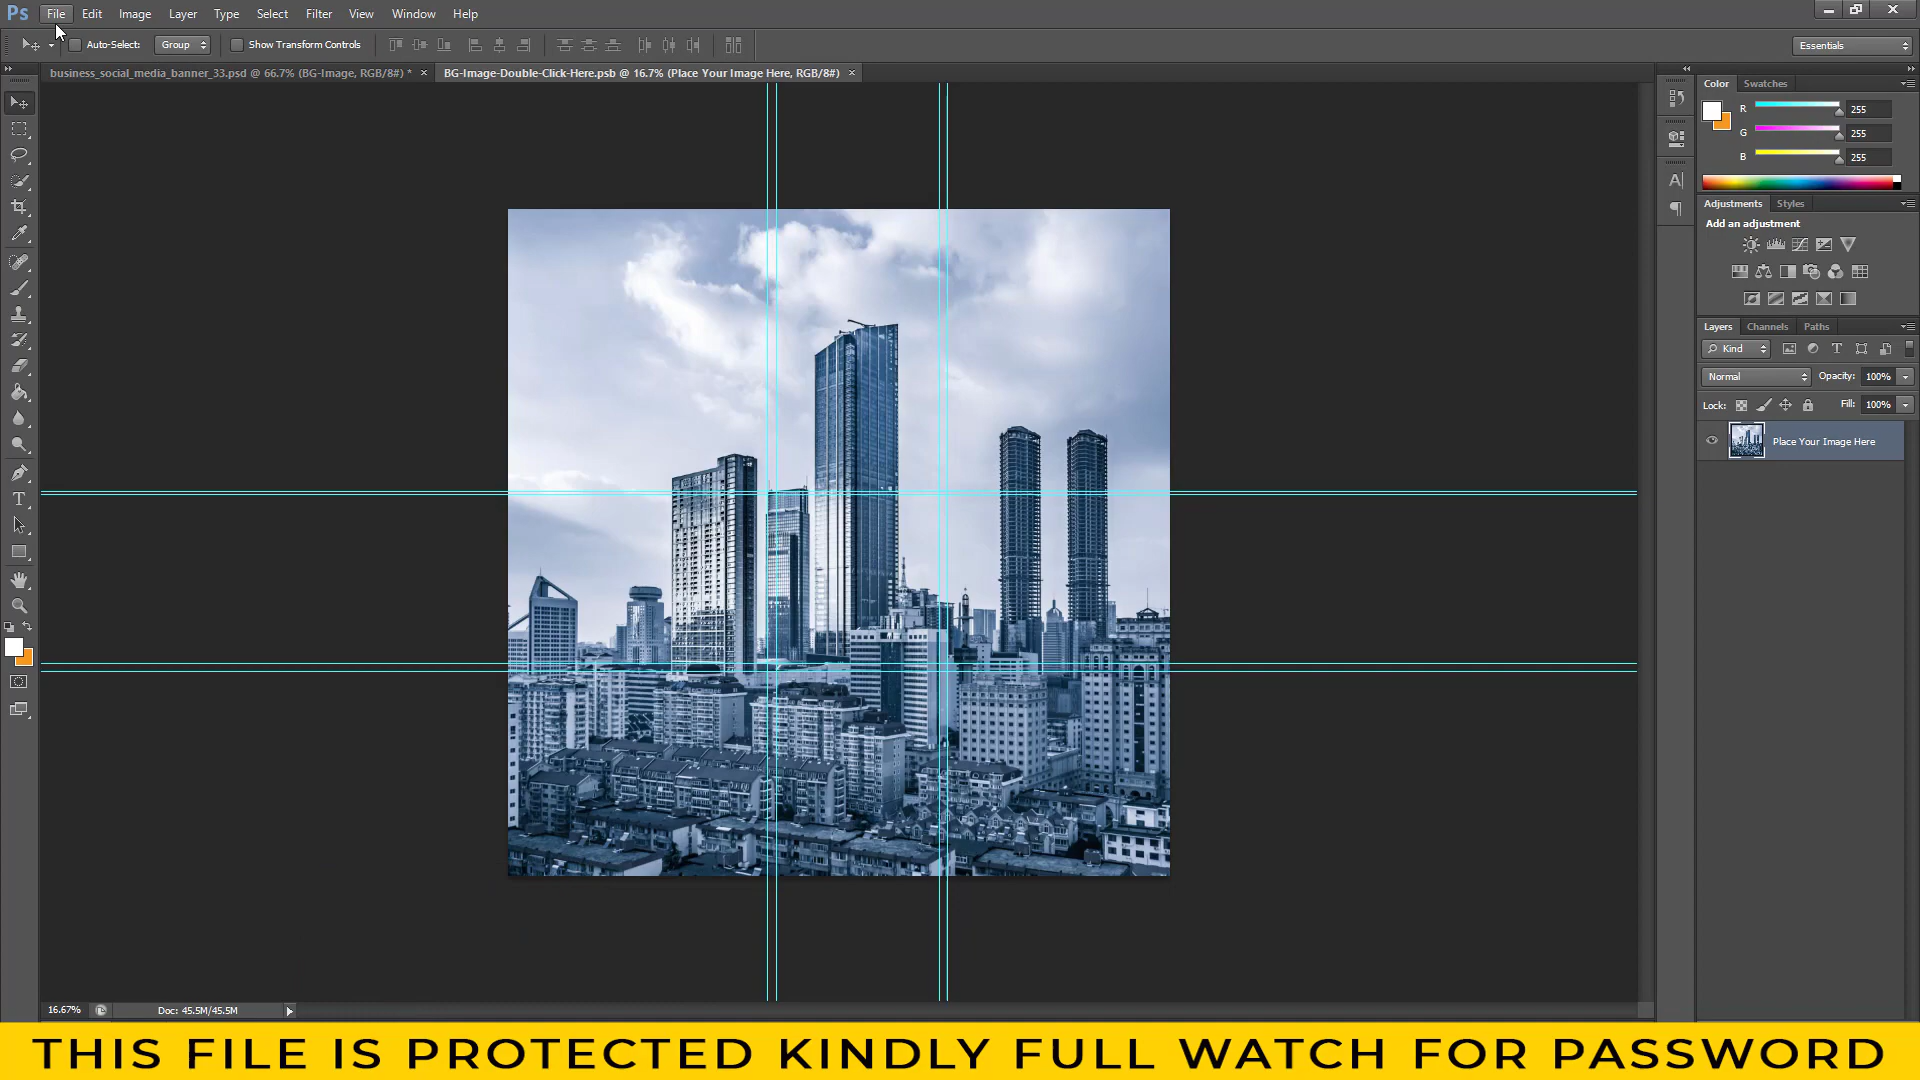 Ps File Edit Image Layer Type Select Filter View Window Help
Auto-Select: Group Show Transform Controls Essentials
business_social_media_banner_33.psd @ 66.7% (BG-Image, RGB/8#) * × BG-Image-Double-Click-Here.psb @ 16.7% (Place Your Image Here, RGB/8#) ×
Color Swatches
R 255
G 255
B 255
Adjustments Styles
Add an adjustment
Layers Channels Paths
Kind
Normal Opacity: 100%
Lock: Fill: 100%
Place Your Image Here
16.67% Doc: 45.5M/45.5M
THIS FILE IS PROTECTED KINDLY FULL WATCH FOR PASSWORD